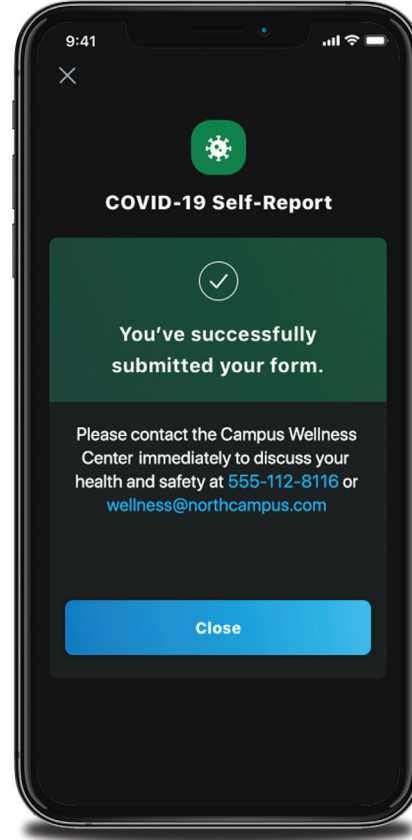 9:41
COVID-19 Self-Report
You've successfully
submitted your form.
Please contact the Campus Wellness
Center immediately to discuss your
health and safety at 555-112-8116 or
wellness@northcampus.com
Close